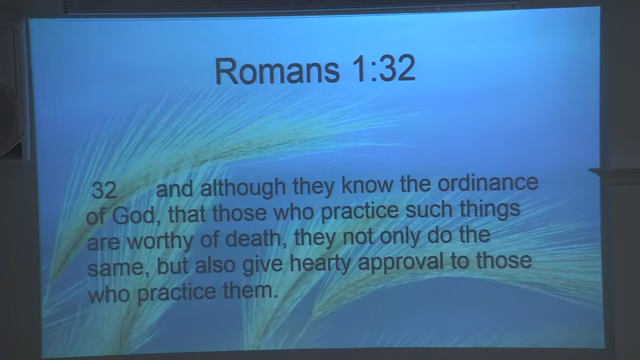 Romans 1:32
32 and although they know the ordinance
of God, that those who practice such things
are worthy of death, they not only do the
same, but also give hearty approval to those
who practice them.